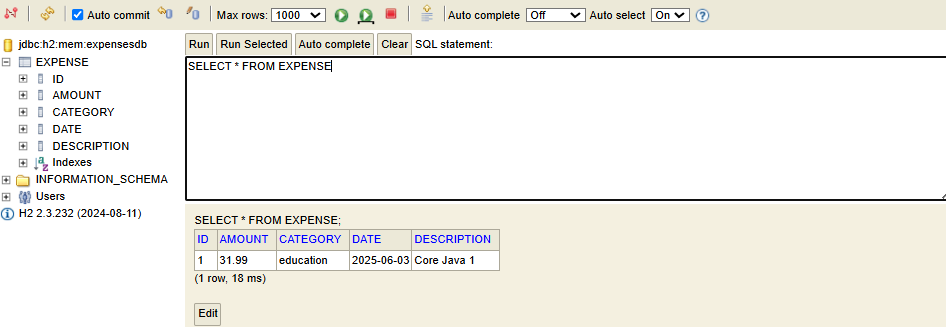 Auto commit Max rows: 1000 Auto complete Off Auto select On
jdbc:h2:mem:expensesdb
EXPENSE
ID
AMOUNT
CATEGORY
DATE
DESCRIPTION
Indexes
INFORMATION_SCHEMA
Users
H2 2.3.232 (2024-08-11)
Run Run Selected Auto complete Clear SQL statement:
SELECT * FROM EXPENSE
SELECT * FROM EXPENSE;
ID AMOUNT CATEGORY DATE DESCRIPTION
1 31.99 education 2025-06-03 Core Java 1
(1 row, 18 ms)
Edit